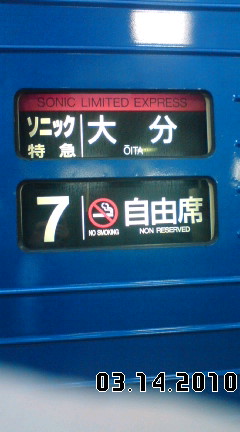 SONIC LIMITED EXPRESS
ソニック 大分
特急 ŌITA
7 自由席
NO SMOKING NON RESERVED
03.14.2010